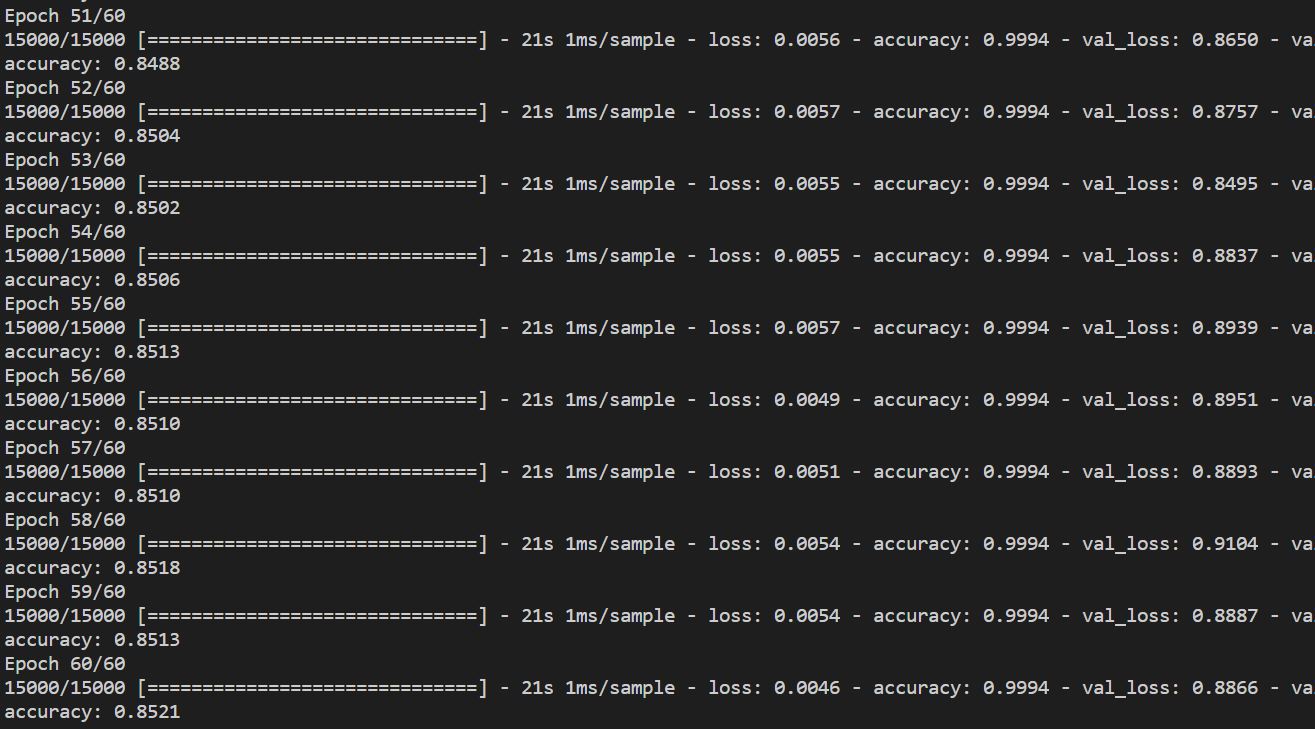 Epoch 51/60
15000/15000 [==============================] - 21s 1ms/sample - loss: 0.0056 - accuracy: 0.9994 - val_loss: 0.8650 - va
accuracy: 0.8488
Epoch 52/60
15000/15000 [==============================] - 21s 1ms/sample - loss: 0.0057 - accuracy: 0.9994 - val_loss: 0.8757 - va
accuracy: 0.8504
Epoch 53/60
15000/15000 [==============================] - 21s 1ms/sample - loss: 0.0055 - accuracy: 0.9994 - val_loss: 0.8495 - va
accuracy: 0.8502
Epoch 54/60
15000/15000 [==============================] - 21s 1ms/sample - loss: 0.0055 - accuracy: 0.9994 - val_loss: 0.8837 - va
accuracy: 0.8506
Epoch 55/60
15000/15000 [==============================] - 21s 1ms/sample - loss: 0.0057 - accuracy: 0.9994 - val_loss: 0.8939 - va
accuracy: 0.8513
Epoch 56/60
15000/15000 [==============================] - 21s 1ms/sample - loss: 0.0049 - accuracy: 0.9994 - val_loss: 0.8951 - va
accuracy: 0.8510
Epoch 57/60
15000/15000 [==============================] - 21s 1ms/sample - loss: 0.0051 - accuracy: 0.9994 - val_loss: 0.8893 - va
accuracy: 0.8510
Epoch 58/60
15000/15000 [==============================] - 21s 1ms/sample - loss: 0.0054 - accuracy: 0.9994 - val_loss: 0.9104 - va
accuracy: 0.8518
Epoch 59/60
15000/15000 [==============================] - 21s 1ms/sample - loss: 0.0054 - accuracy: 0.9994 - val_loss: 0.8887 - va
accuracy: 0.8513
Epoch 60/60
15000/15000 [==============================] - 21s 1ms/sample - loss: 0.0046 - accuracy: 0.9994 - val_loss: 0.8866 - va
accuracy: 0.8521